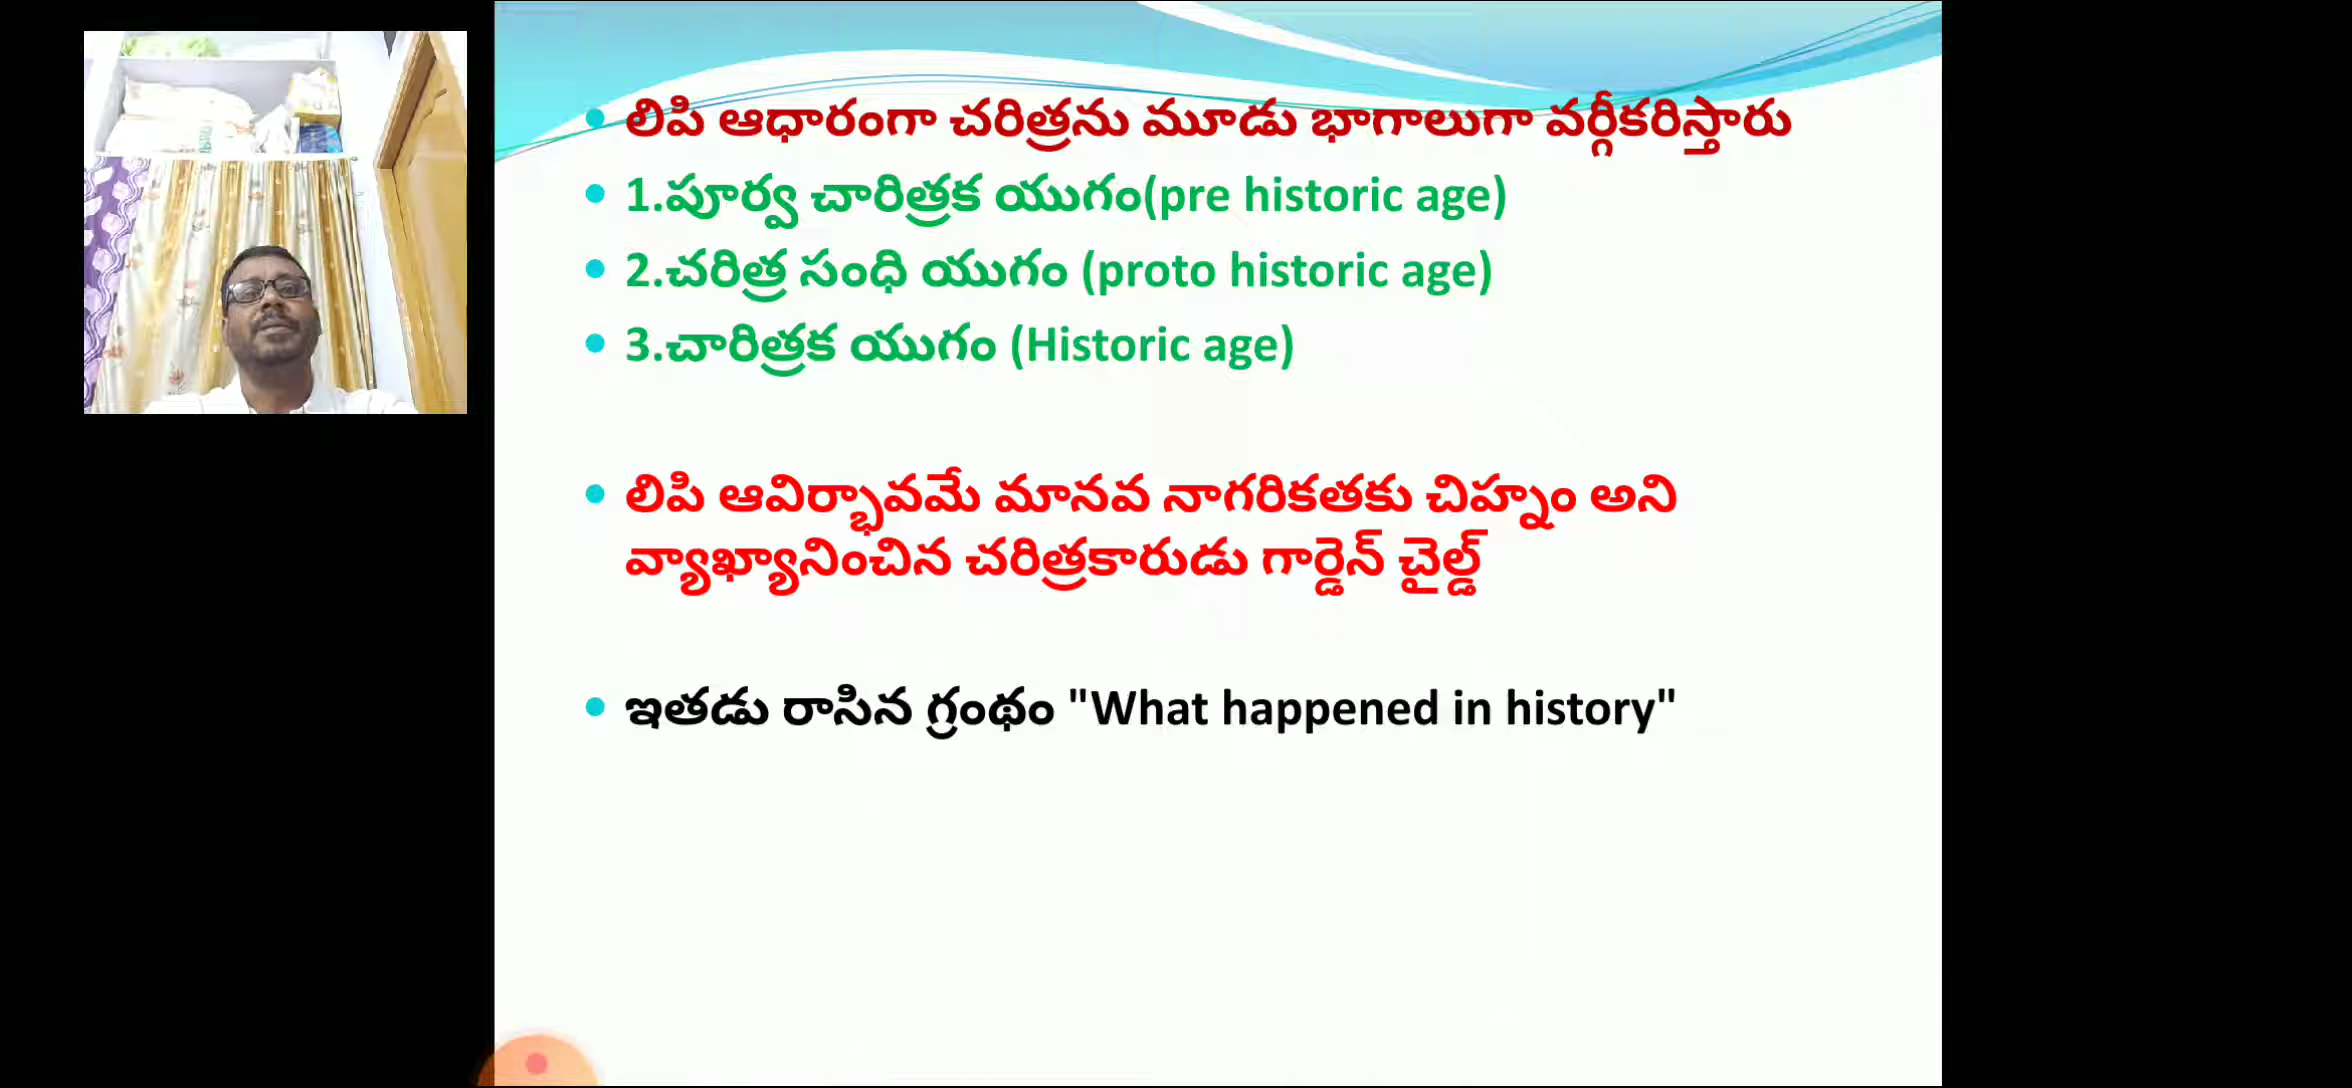 లిపి ఆధారంగా చరిత్రను మూడు భాగాలుగా వర్గీకరిస్తారు
1.పూర్వ చారిత్రక యుగం(pre historic age)
2.చరిత్ర సంధి యుగం (proto historic age)
3.చారిత్రక యుగం (Historic age)
లిపి ఆవిర్భావమే మానవ నాగరికతకు చిహ్నం అని
వ్యాఖ్యానించిన చరిత్రకారుడు గార్డెన్ చైల్డ్
ఇతడు రాసిన గ్రంథం "What happened in history"